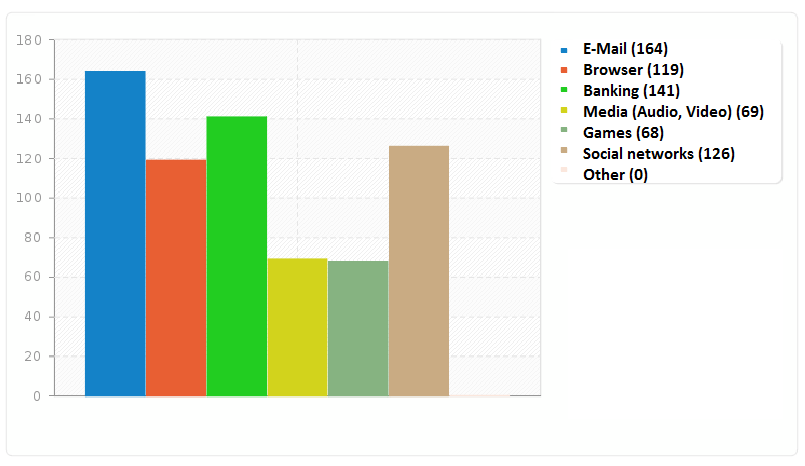 180
160
140
120
100
80
60
40
20
0
E-Mail (164)
Browser (119)
Banking (141)
Media (Audio, Video) (69)
Games (68)
Social networks (126)
Other (0)